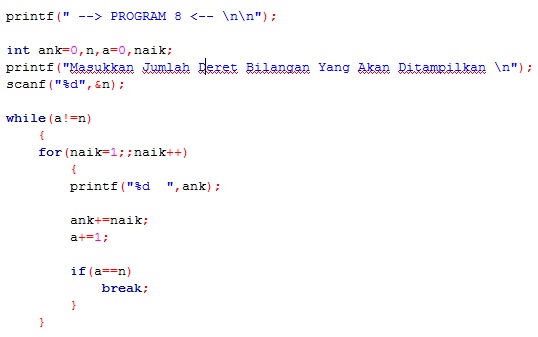 printf(" --> PROGRAM 8 <-- \n\n");
int ank=0,n,a=0,naik;
printf("Masukkan Jumlah Deret Bilangan Yang Akan Ditampilkan \n");
scanf("%d",&n);
while(a!=n)
{
for(naik=1;;naik++)
{
printf("%d  ",ank);
ank+=naik;
a+=1;
if(a==n)
break;
}
}